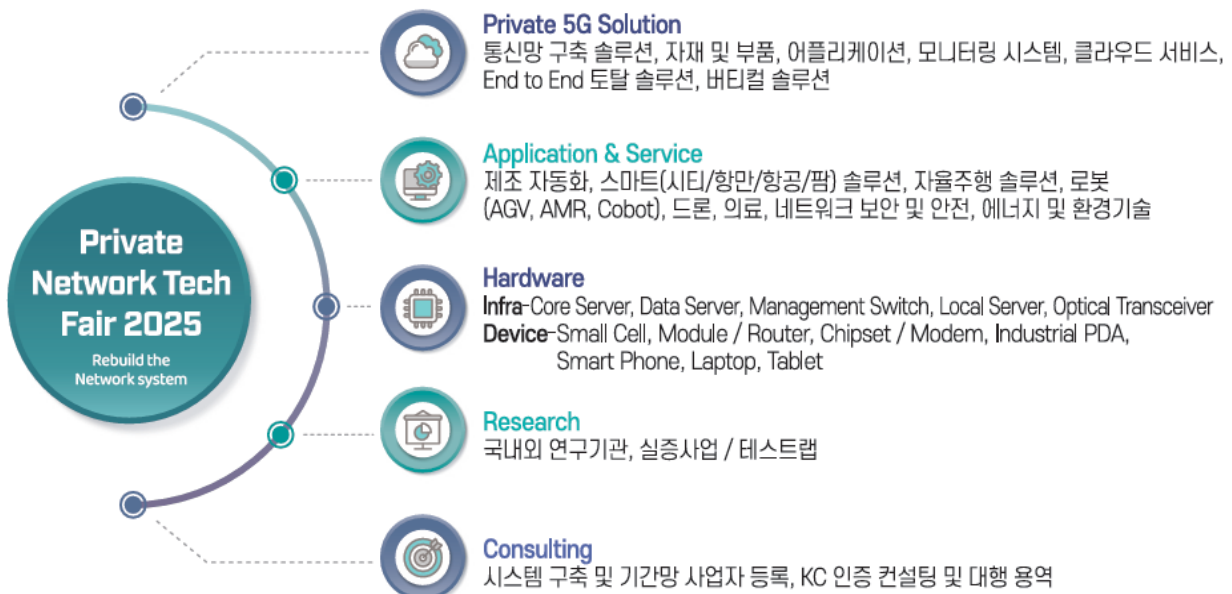 Private
Network Tech
Fair 2025
Rebuild the
Network system
Private 5G Solution
통신망 구축 솔루션, 자재 및 부품, 어플리케이션, 모니터링 시스템, 클라우드 서비스,
End to End 토탈 솔루션, 버티컬 솔루션
Application & Service
제조 자동화, 스마트(시티/항만/항공/팜) 솔루션, 자율주행 솔루션, 로봇
(AGV, AMR, Cobot), 드론, 의료, 네트워크 보안 및 안전, 에너지 및 환경기술
Hardware
Infra-Core Server, Data Server, Management Switch, Local Server, Optical Transceiver
Device-Small Cell, Module / Router, Chipset / Modem, Industrial PDA,
Smart Phone, Laptop, Tablet
Research
국내외 연구기관, 실증사업 / 테스트랩
Consulting
시스템 구축 및 기간망 사업자 등록, KC 인증 컨설팅 및 대행 용역